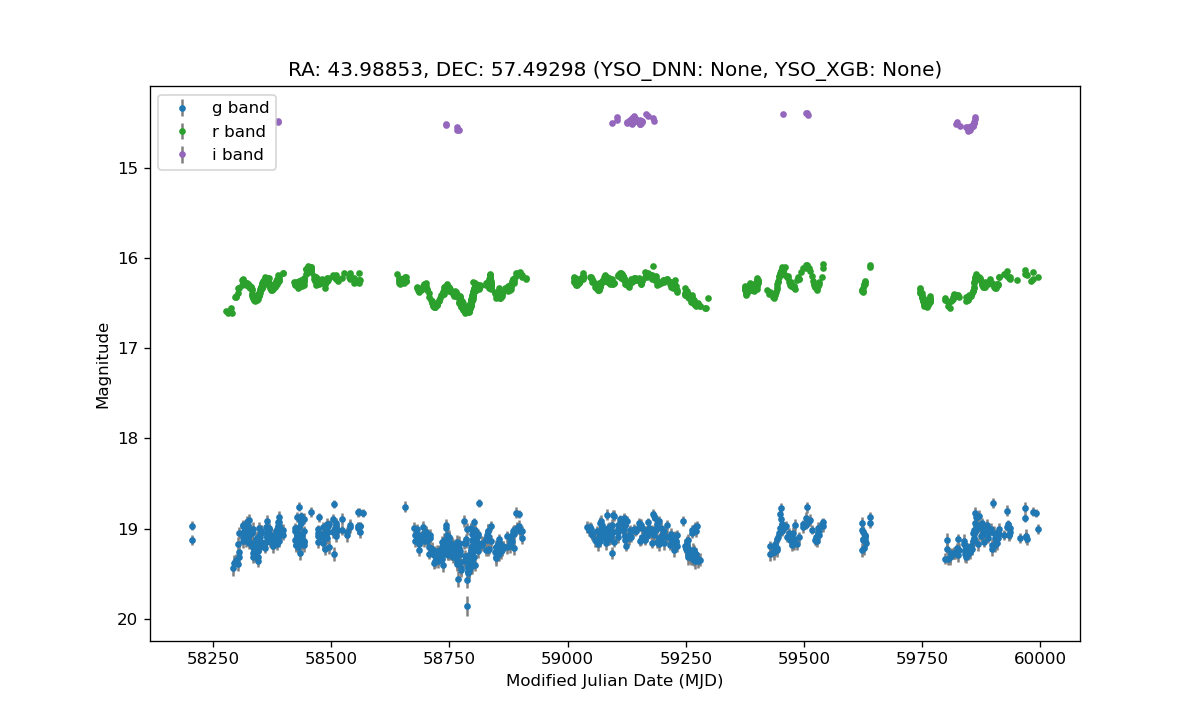 RA: 43.98853, DEC: 57.49298 (YSO_DNN: None, YSO_XGB: None)
g band
r band
i band
15
16
17
18
19
20
Magnitude
58250 58500 58750 59000 59250 59500 59750 60000
Modified Julian Date (MJD)